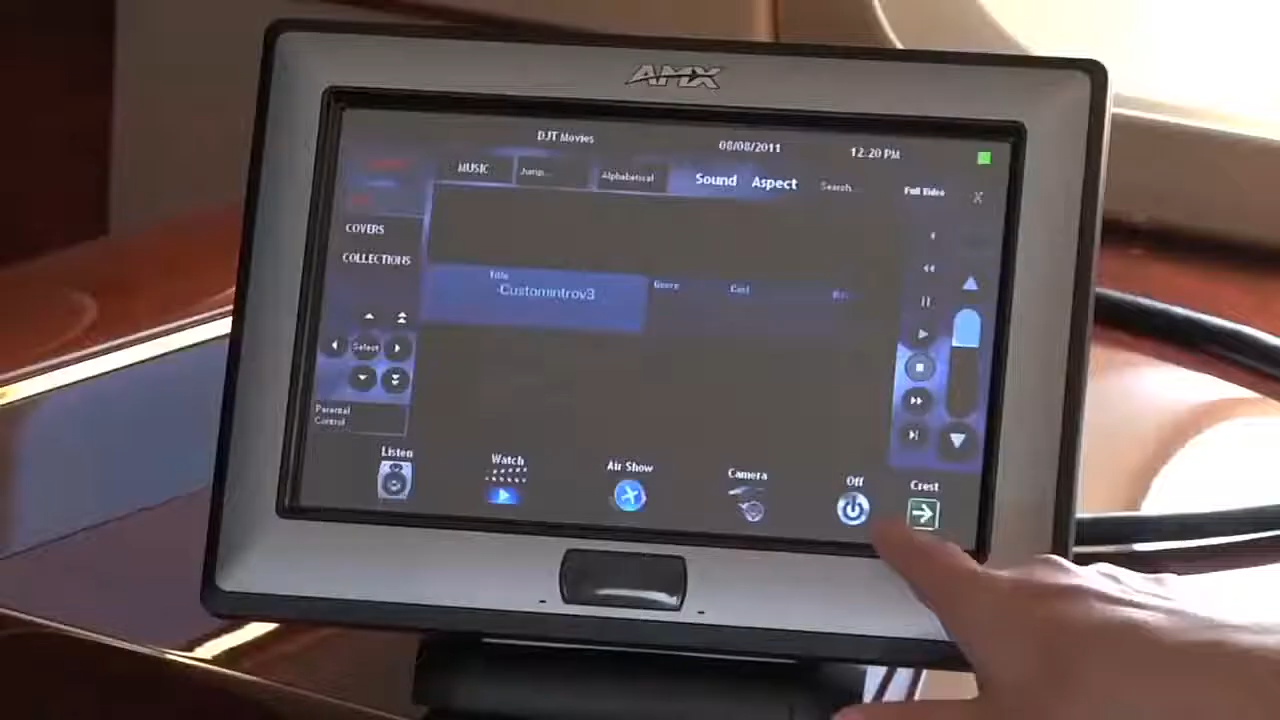 AMX
DJT Movies
08/08/2011
12:20 PM
MUSIC
Jump...
Alphabetical
Sound
Aspect
Search...
Full Video
X
COVERS
COLLECTIONS
Title
Genre
Cast
-Customintrov3
Select
Parental
Control
Listen
Watch
Air Show
Camera
Off
Crest